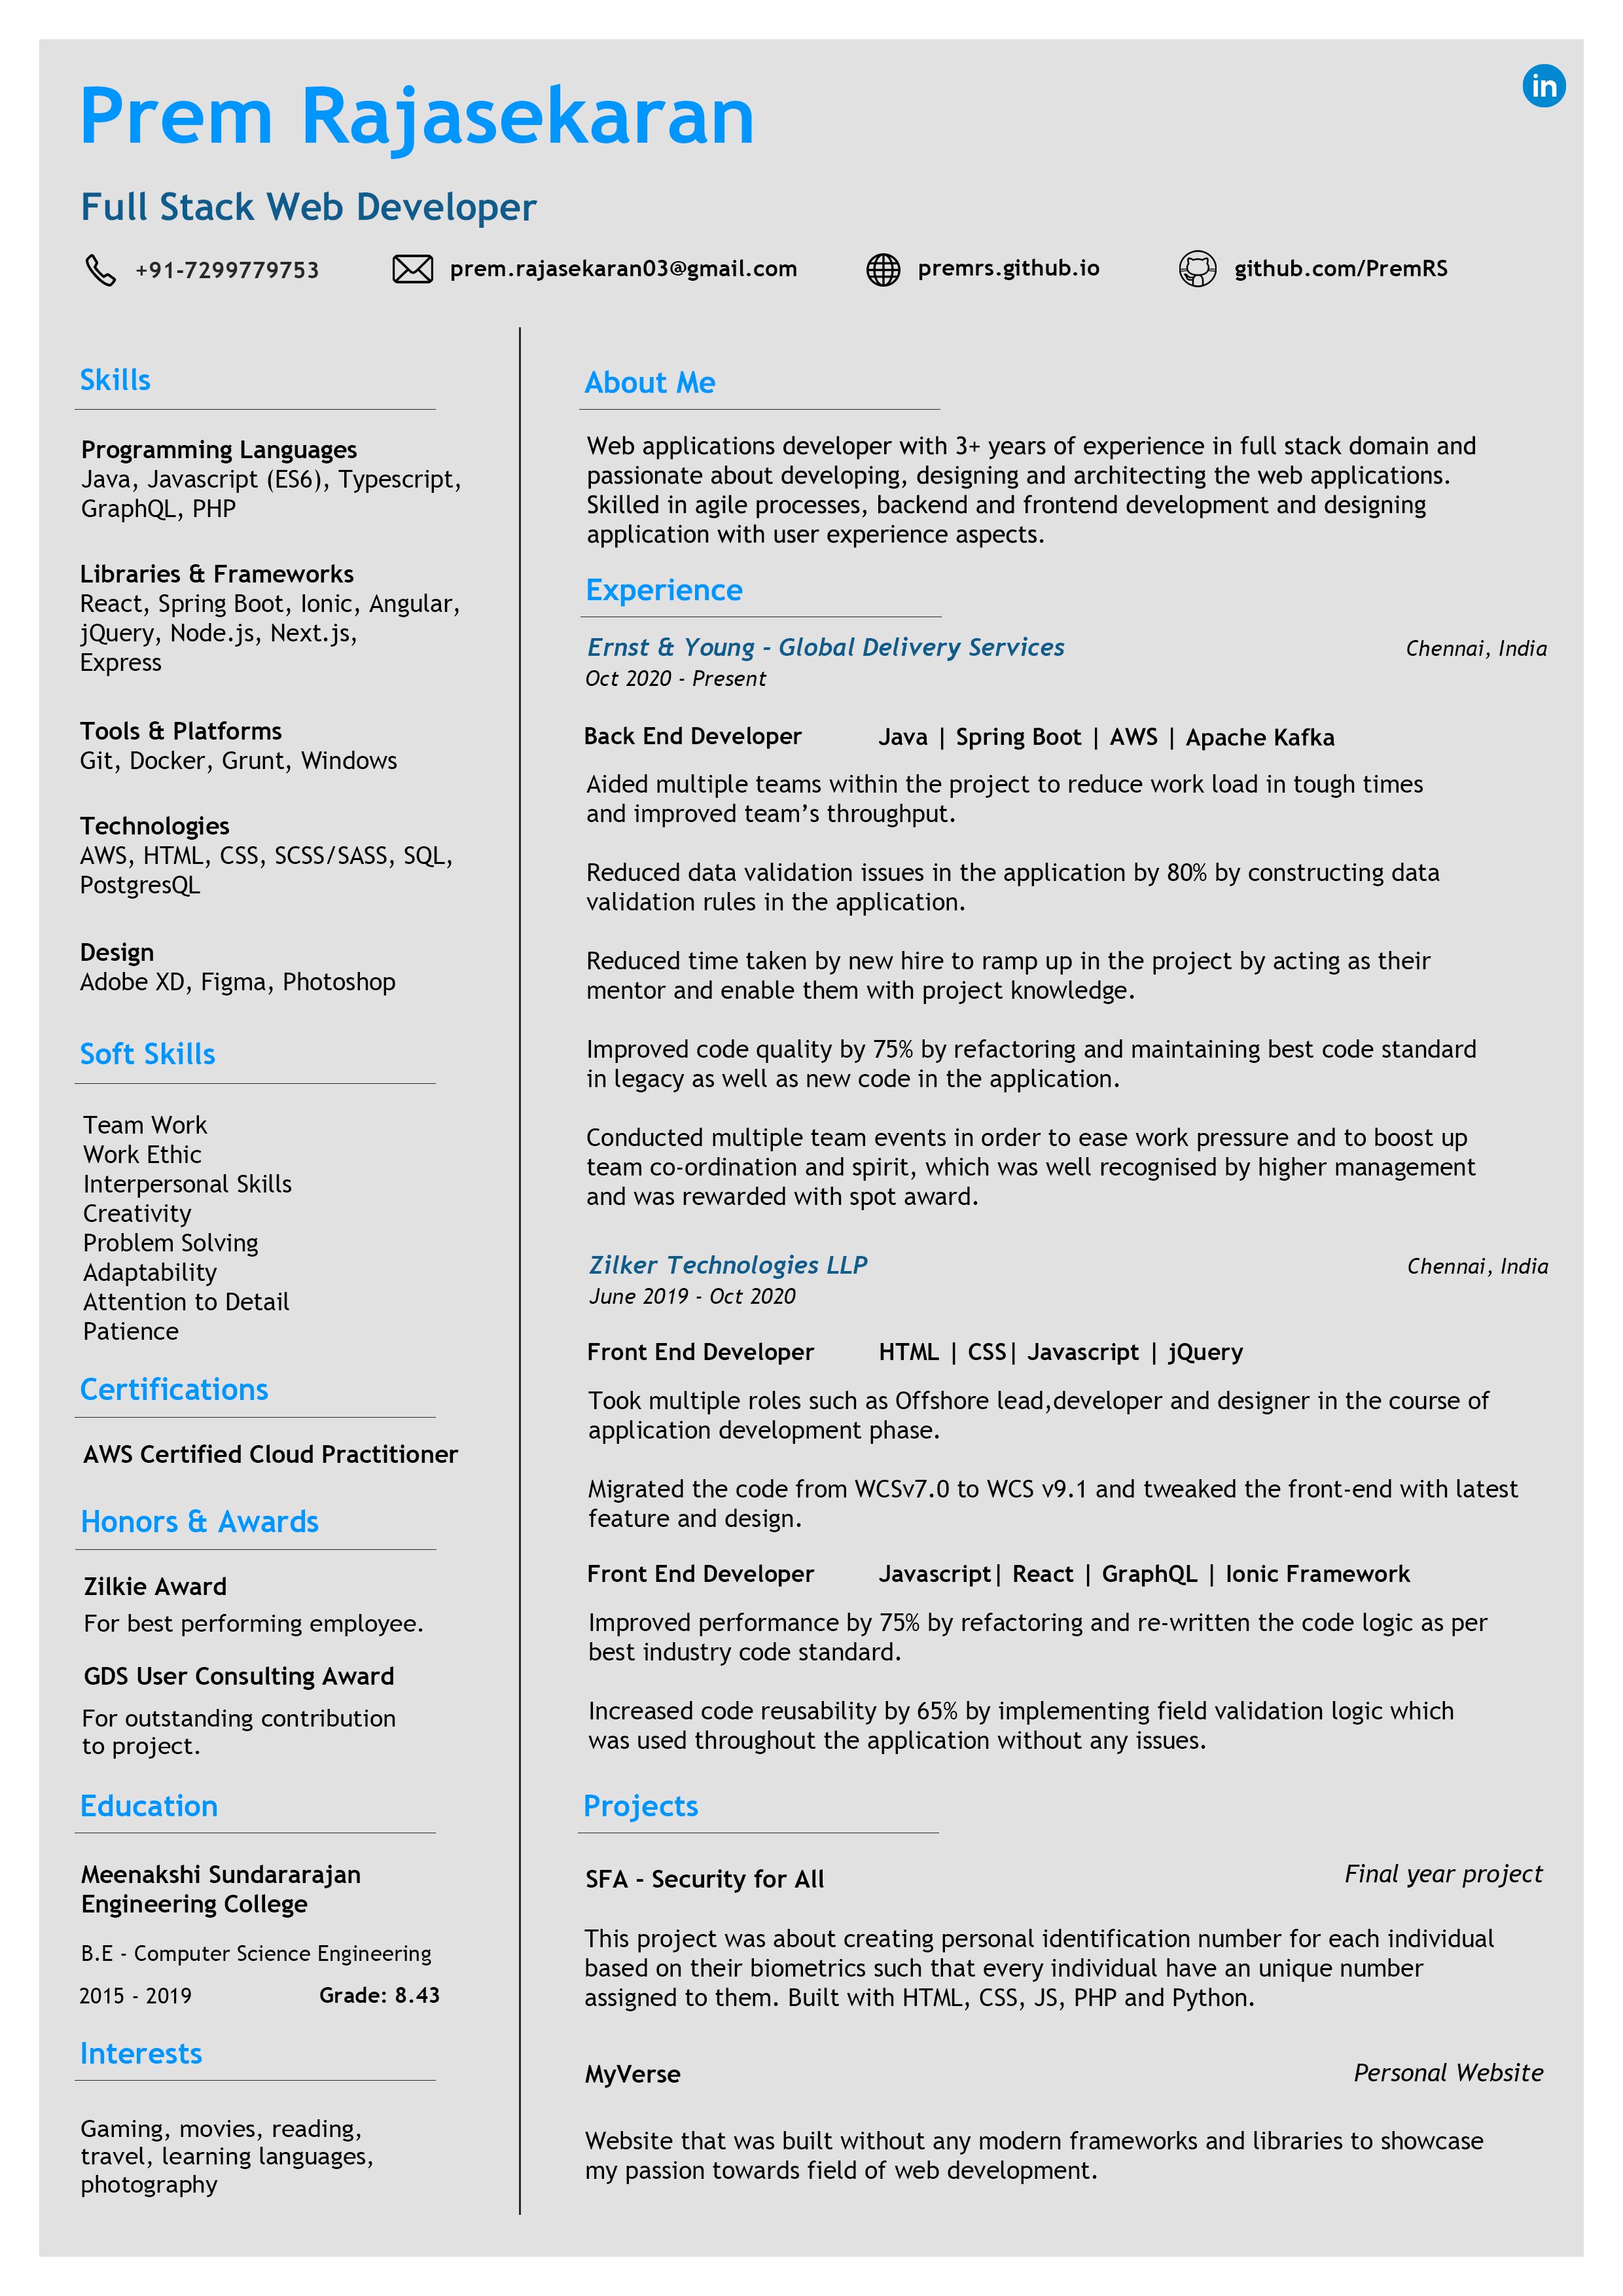 Prem Rajasekaran
in
Full Stack Web Developer
+91-7299779753
prem.rajasekaran03@gmail.com
premrs.github.io
github.com/PremRS
Skills
Programming Languages
Java, Javascript (ES6), Typescript,
GraphQL, PHP
Libraries & Frameworks
React, Spring Boot, Ionic, Angular,
jQuery, Node.js, Next.js,
Express
Tools & Platforms
Git, Docker, Grunt, Windows
Technologies
AWS, HTML, CSS, SCSS/SASS, SQL,
PostgresQL
Design
Adobe XD, Figma, Photoshop
Soft Skills
Team Work
Work Ethic
Interpersonal Skills
Creativity
Problem Solving
Adaptability
Attention to Detail
Patience
Certifications
AWS Certified Cloud Practitioner
Honors & Awards
Zilkie Award
For best performing employee.
GDS User Consulting Award
For outstanding contribution
to project.
Education
Meenakshi Sundararajan
Engineering College
B.E - Computer Science Engineering
2015 - 2019 Grade: 8.43
Interests
Gaming, movies, reading,
travel, learning languages,
photography
About Me
Web applications developer with 3+ years of experience in full stack domain and
passionate about developing, designing and architecting the web applications.
Skilled in agile processes, backend and frontend development and designing
application with user experience aspects.
Experience
Ernst & Young - Global Delivery Services Chennai, India
Oct 2020 - Present
Back End Developer Java | Spring Boot | AWS | Apache Kafka
Aided multiple teams within the project to reduce work load in tough times
and improved team’s throughput.
Reduced data validation issues in the application by 80% by constructing data
validation rules in the application.
Reduced time taken by new hire to ramp up in the project by acting as their
mentor and enable them with project knowledge.
Improved code quality by 75% by refactoring and maintaining best code standard
in legacy as well as new code in the application.
Conducted multiple team events in order to ease work pressure and to boost up
team co-ordination and spirit, which was well recognised by higher management
and was rewarded with spot award.
Zilker Technologies LLP Chennai, India
June 2019 - Oct 2020
Front End Developer HTML | CSS| Javascript | jQuery
Took multiple roles such as Offshore lead,developer and designer in the course of
application development phase.
Migrated the code from WCSv7.0 to WCS v9.1 and tweaked the front-end with latest
feature and design.
Front End Developer Javascript| React | GraphQL | Ionic Framework
Improved performance by 75% by refactoring and re-written the code logic as per
best industry code standard.
Increased code reusability by 65% by implementing field validation logic which
was used throughout the application without any issues.
Projects
SFA - Security for All Final year project
This project was about creating personal identification number for each individual
based on their biometrics such that every individual have an unique number
assigned to them. Built with HTML, CSS, JS, PHP and Python.
MyVerse Personal Website
Website that was built without any modern frameworks and libraries to showcase
my passion towards field of web development.